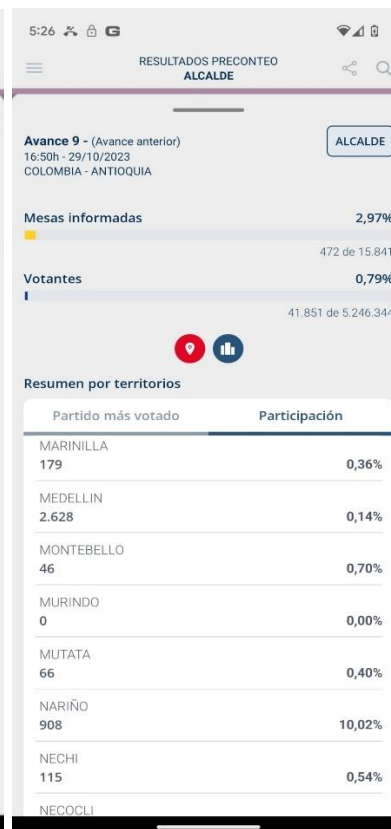 5:26
RESULTADOS PRECONTEO
ALCALDE
Avance 9 - (Avance anterior)
16:50h - 29/10/2023
COLOMBIA - ANTIOQUIA
ALCALDE
Mesas informadas 2,97%
472 de 15.841
Votantes 0,79%
41.851 de 5.246.344
Resumen por territorios
Partido más votado Participación
MARINILLA
179 0,36%
MEDELLIN
2.628 0,14%
MONTEBELLO
46 0,70%
MURINDO
0 0,00%
MUTATA
66 0,40%
NARIÑO
908 10,02%
NECHI
115 0,54%
NECOCLI